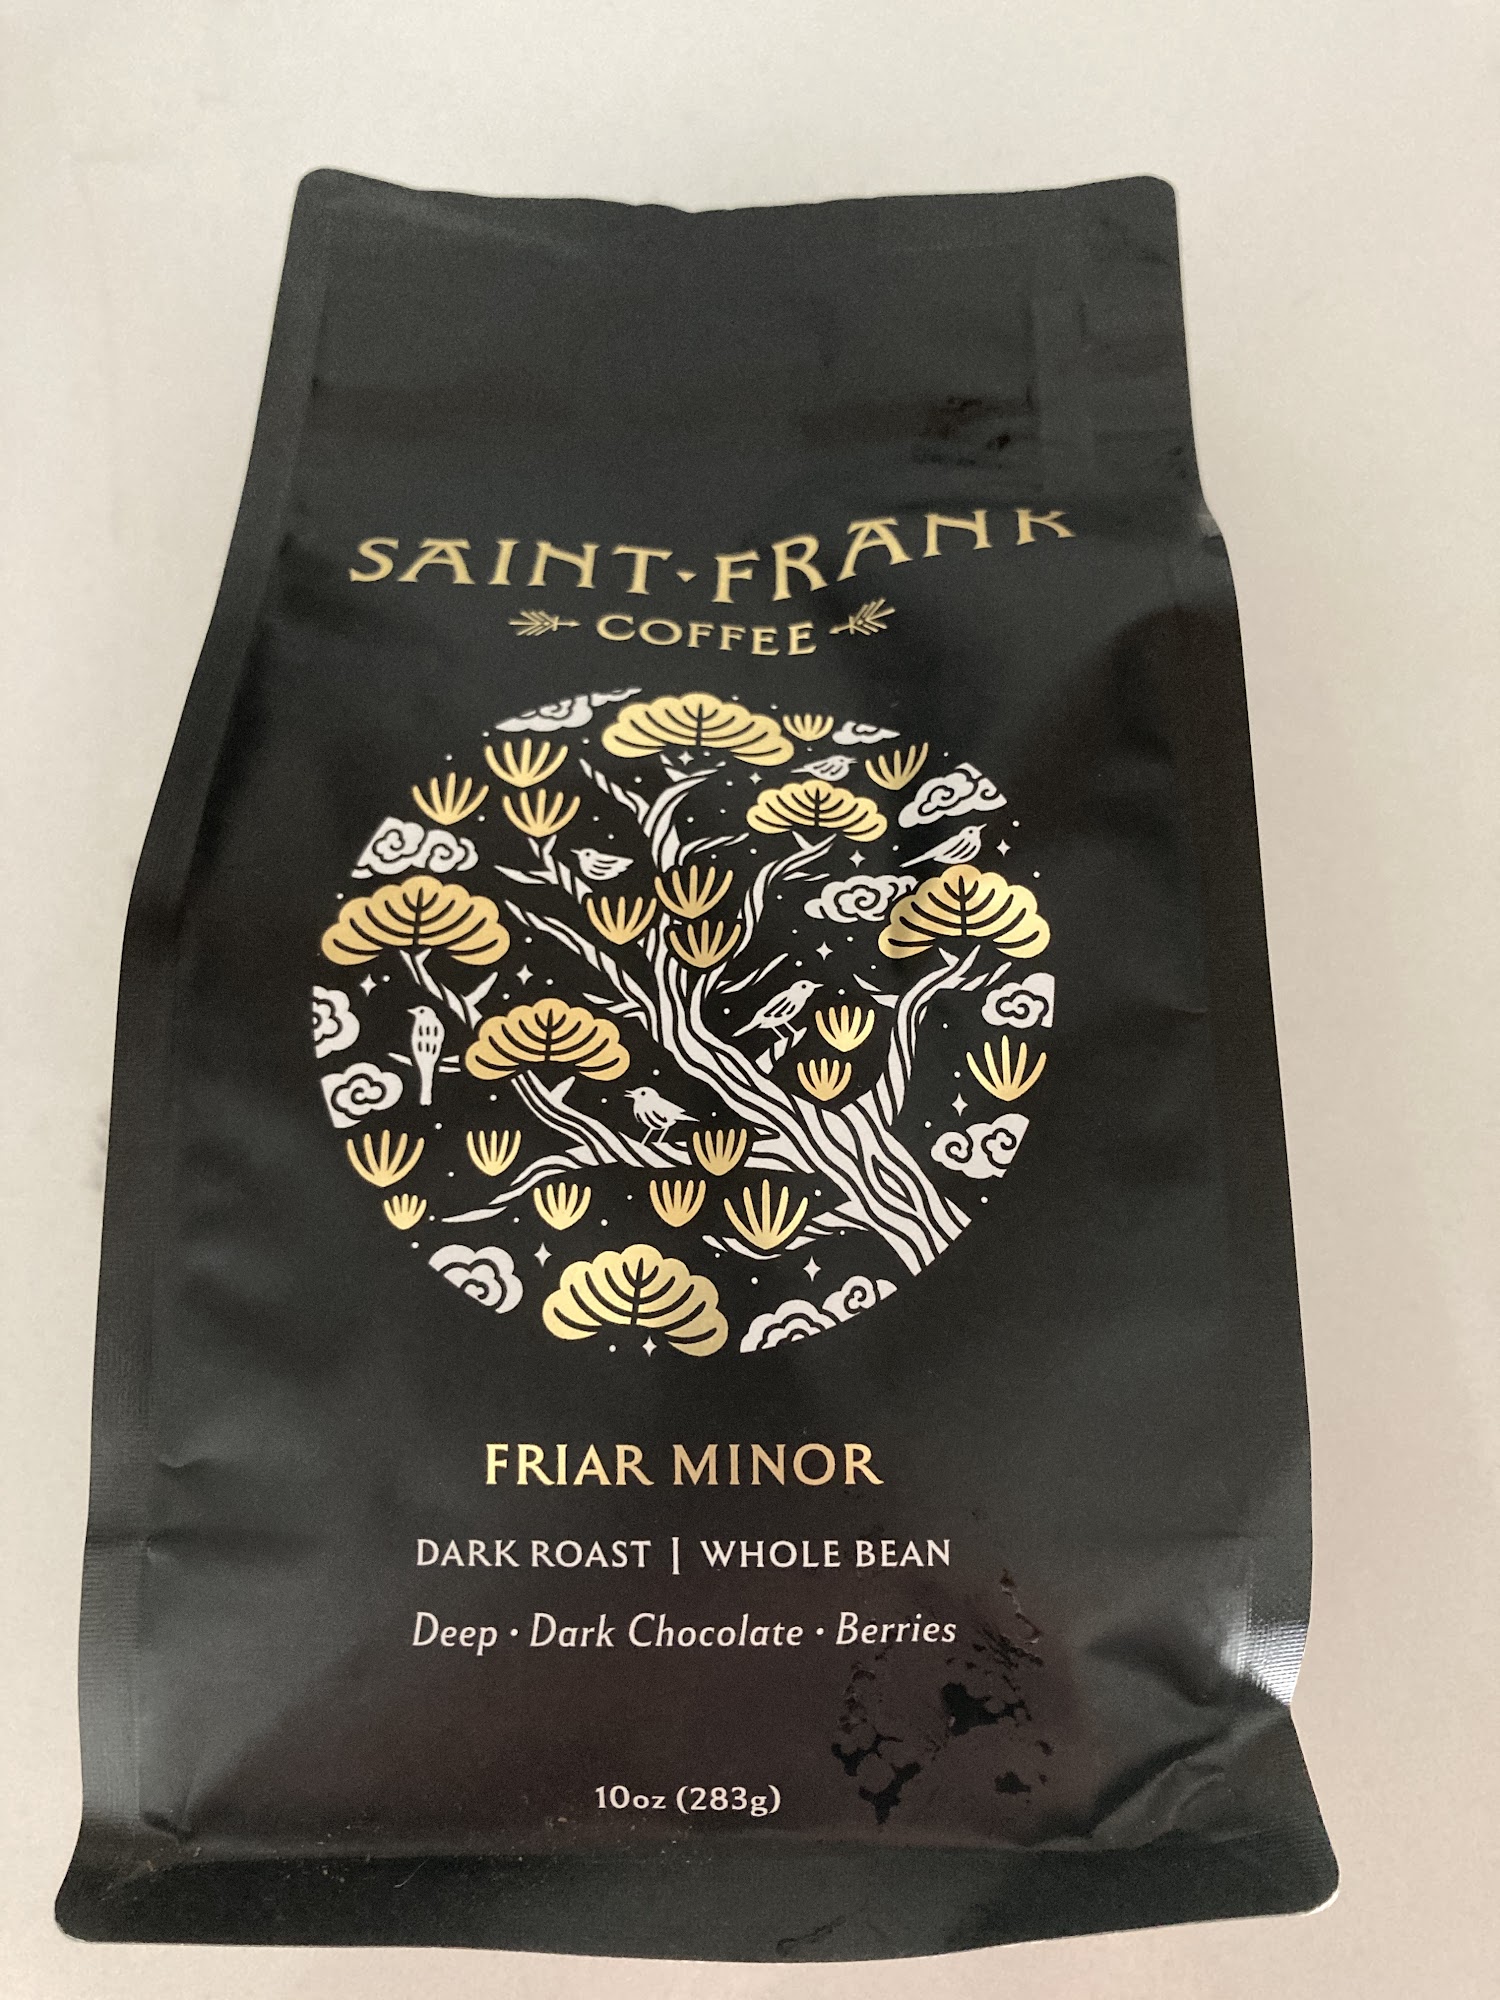 SAINT·FRANK
COFFEE
FRIAR MINOR
DARK ROAST | WHOLE BEAN
Deep · Dark Chocolate · Berries
10oz (283g)